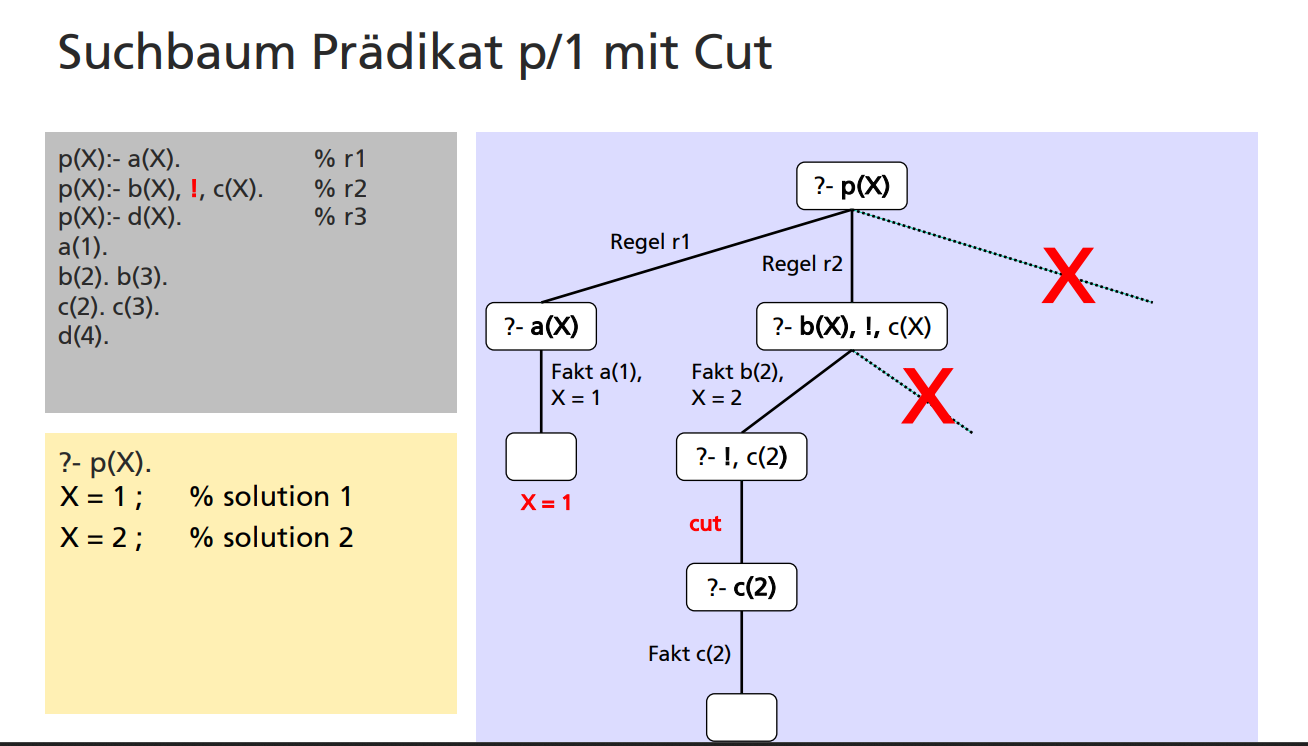 Suchbaum Prädikat p/1 mit Cut
p(X):- a(X). % r1
p(X):- b(X), !, c(X). % r2
p(X):- d(X). % r3
a(1).
b(2). b(3).
c(2). c(3).
d(4).
?- p(X).
X = 1 ; % solution 1
X = 2 ; % solution 2
?- p(X)
Regel r1
Regel r2
X
?- a(X)
?- b(X), !, c(X)
Fakt a(1),
X = 1
Fakt b(2),
X = 2
X
?- !, c(2)
X = 1
cut
?- c(2)
Fakt c(2)